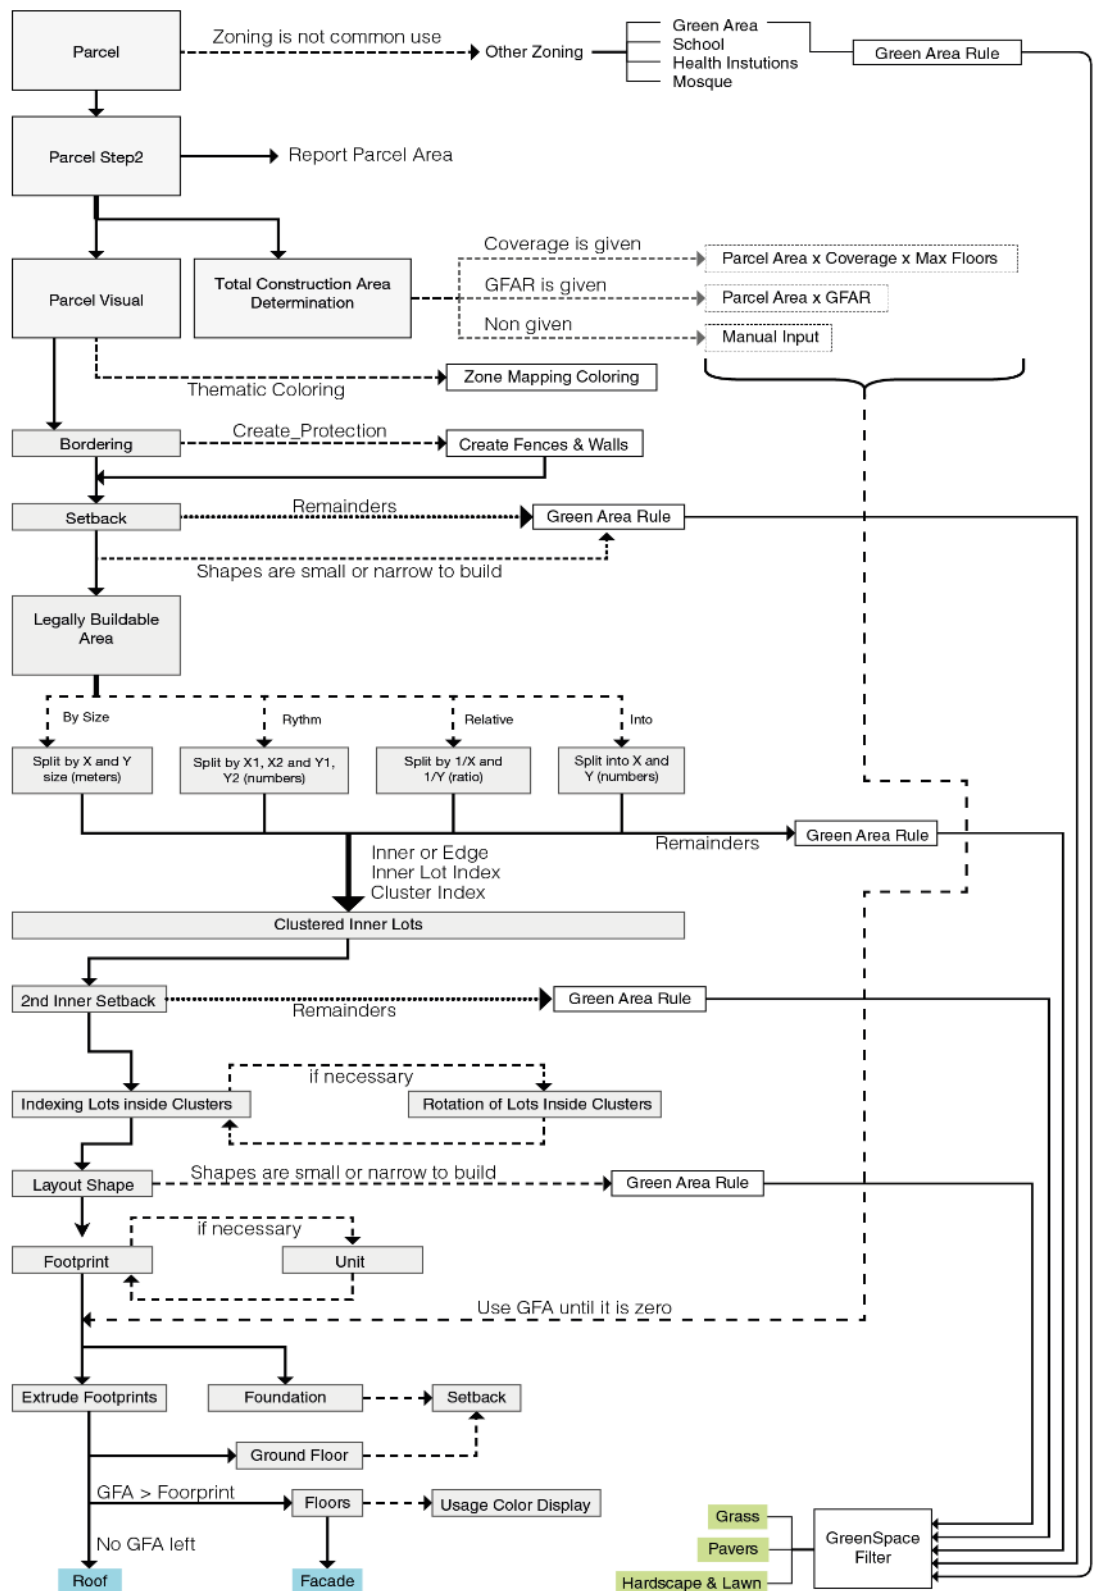 Parcel
Zoning is not common use
Other Zoning
Green Area
School
Health Instutions
Mosque
Green Area Rule
Parcel Step2
Report Parcel Area
Parcel Visual
Total Construction Area
Determination
Coverage is given
Parcel Area x Coverage x Max Floors
GFAR is given
Parcel Area x GFAR
Non given
Manual Input
Thematic Coloring
Zone Mapping Coloring
Bordering
Create_Protection
Create Fences & Walls
Setback
Remainders
Green Area Rule
Shapes are small or narrow to build
Legally Buildable
Area
By Size
Rythm
Relative
Into
Split by X and Y
size (meters)
Split by X1, X2 and Y1,
Y2 (numbers)
Split by 1/X and
1/Y (ratio)
Split into X and
Y (numbers)
Remainders
Green Area Rule
Inner or Edge
Inner Lot Index
Cluster Index
Clustered Inner Lots
2nd Inner Setback
Remainders
Green Area Rule
if necessary
Indexing Lots inside Clusters
Rotation of Lots Inside Clusters
Layout Shape
Shapes are small or narrow to build
Green Area Rule
if necessary
Footprint
Unit
Use GFA until it is zero
Extrude Footprints
Foundation
Setback
Ground Floor
GFA > Foorprint
Floors
Usage Color Display
No GFA left
Roof
Facade
Grass
Pavers
Hardscape & Lawn
GreenSpace
Filter